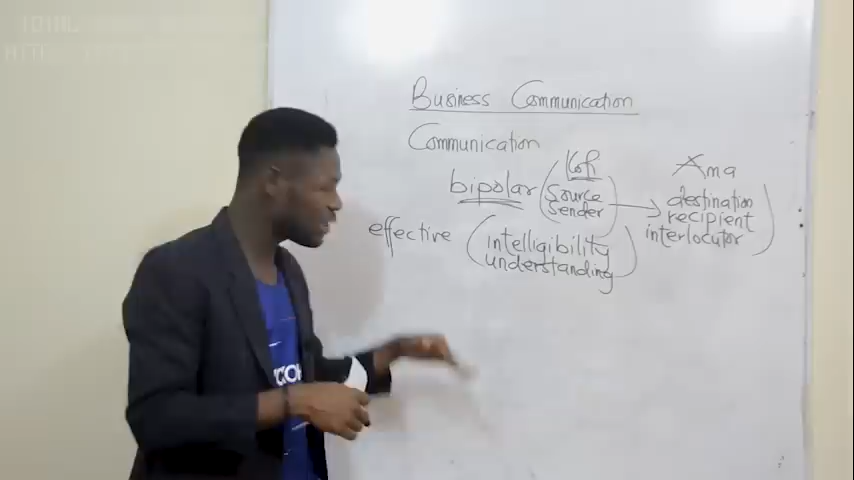 Business Communication
Communication
Kofi
Ama
bipolar (source sender → destination recipient interlocutor)
effective (intelligibility understanding)